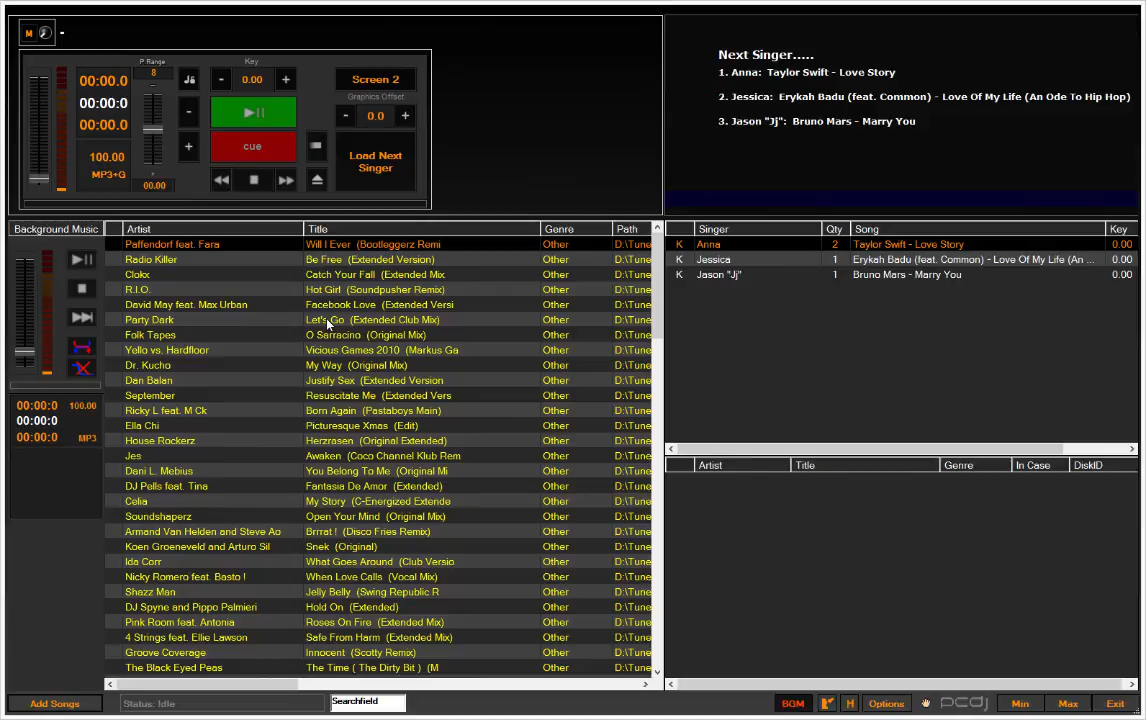 M -
P Range
8
00:00.0
00:00.0
00:00.0
100.00
MP3+G
-
+
00.00
Key
- 0.00 +
cue
Screen 2
Graphics Offset
- 0.0 +
Load Next
Singer
Next Singer.....
1. Anna: Taylor Swift - Love Story
2. Jessica: Erykah Badu (feat. Common) - Love Of My Life (An Ode To Hip Hop)
3. Jason "Jj": Bruno Mars - Marry You
Background Music
00:00:0 100.00
00:00:0
00:00:0 MP3
Artist Title Genre Path
Paffendorf feat. Fara Will I Ever (Bootleggerz Remi Other D:\Tune
Radio Killer Be Free (Extended Version) Other D:\Tune
Clokx Catch Your Fall (Extended Mix Other D:\Tune
R.I.O. Hot Girl (Soundpusher Remix) Other D:\Tune
David May feat. Max Urban Facebook Love (Extended Versi Other D:\Tune
Party Dark Let's Go (Extended Club Mix) Other D:\Tune
Folk Tapes O Sarracino (Original Mix) Other D:\Tune
Yello vs. Hardfloor Vicious Games 2010 (Markus Ga Other D:\Tune
Dr. Kucho My Way (Original Mix) Other D:\Tune
Dan Balan Justify Sex (Extended Version Other D:\Tune
September Resuscitate Me (Extended Vers Other D:\Tune
Ricky L feat. M Ck Born Again (Pastaboys Main) Other D:\Tune
Ella Chi Picturesque Xmas (Edit) Other D:\Tune
House Rockerz Herzrasen (Original Extended) Other D:\Tune
Jes Awaken (Coco Channel Klub Rem Other D:\Tune
Dani L. Mebius You Belong To Me (Original Mi Other D:\Tune
DJ Pells feat. Tina Fantasia De Amor (Extended) Other D:\Tune
Celia My Story (C-Energized Extende Other D:\Tune
Soundshaperz Open Your Mind (Original Mix) Other D:\Tune
Armand Van Helden and Steve Ao Brrrat ! (Disco Fries Remix) Other D:\Tune
Koen Groeneveld and Arturo Sil Snek (Original) Other D:\Tune
Ida Corr What Goes Around (Club Versio Other D:\Tune
Nicky Romero feat. Basto ! When Love Calls (Vocal Mix) Other D:\Tune
Shazz Man Jelly Belly (Swing Republic R Other D:\Tune
DJ Spyne and Pippo Palmieri Hold On (Extended) Other D:\Tune
Pink Room feat. Antonia Roses On Fire (Extended Mix) Other D:\Tune
4 Strings feat. Ellie Lawson Safe From Harm (Extended Mix) Other D:\Tune
Groove Coverage Innocent (Scotty Remix) Other D:\Tune
The Black Eyed Peas The Time ( The Dirty Bit ) (M Other D:\Tune
Singer Qty Song Key
K Anna 2 Taylor Swift - Love Story 0.00
K Jessica 1 Erykah Badu (feat. Common) - Love Of My Life (An ... 0.00
K Jason "Jj" 1 Bruno Mars - Marry You 0.00
Artist Title Genre In Case DiskID
Add Songs Status: Idle Searchfield BGM H Options pcdj Min Max Exit